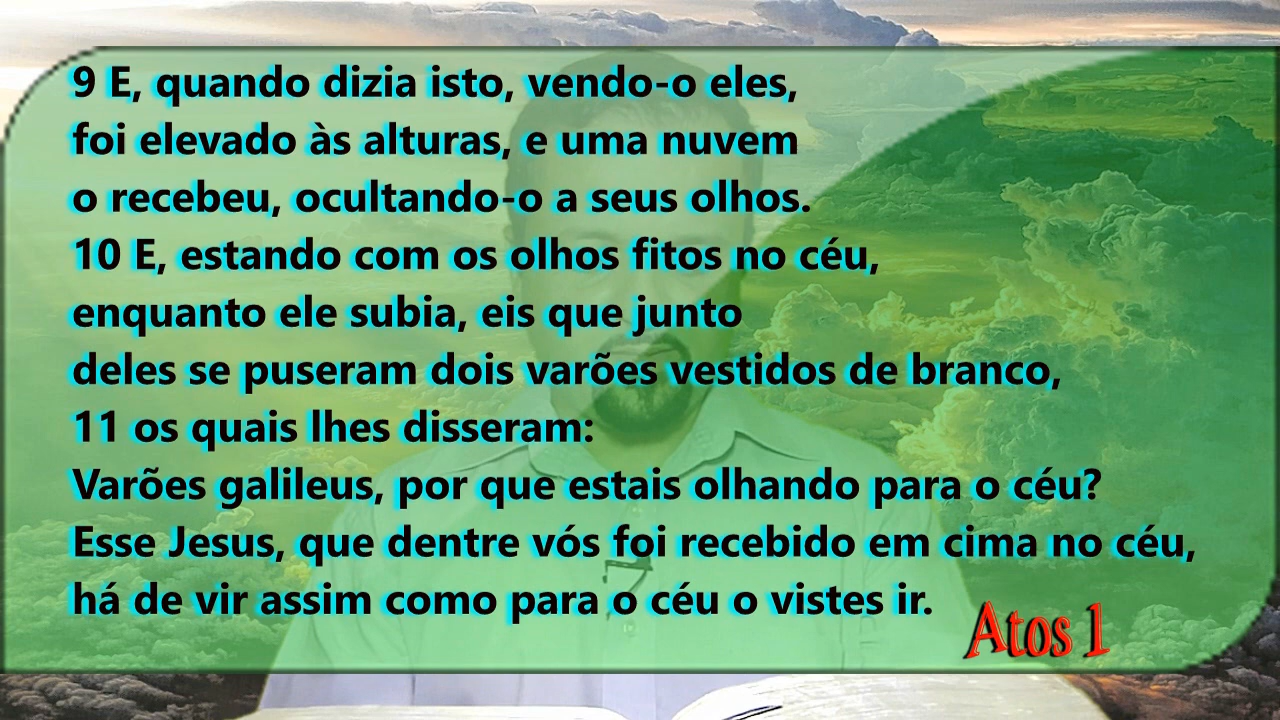 9 E, quando dizia isto, vendo-o eles,
foi elevado às alturas, e uma nuvem
o recebeu, ocultando-o a seus olhos.
10 E, estando com os olhos fitos no céu,
enquanto ele subia, eis que junto
deles se puseram dois varões vestidos de branco,
11 os quais lhes disseram:
Varões galileus, por que estais olhando para o céu?
Esse Jesus, que dentre vós foi recebido em cima no céu,
há de vir assim como para o céu o vistes ir.
Atos 1